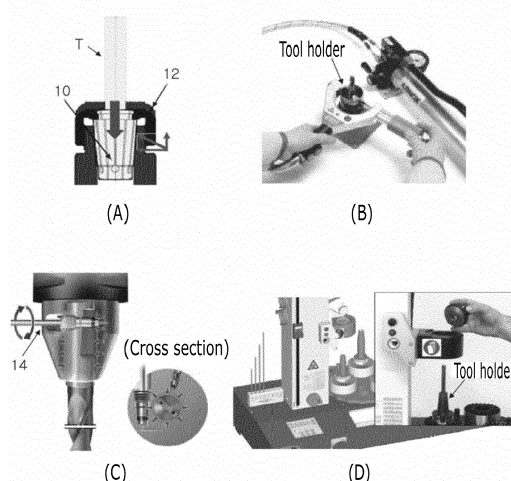 T
10
12
(A)
Tool holder
(B)
14
(C)
(Cross section)
Tool holde
(D)